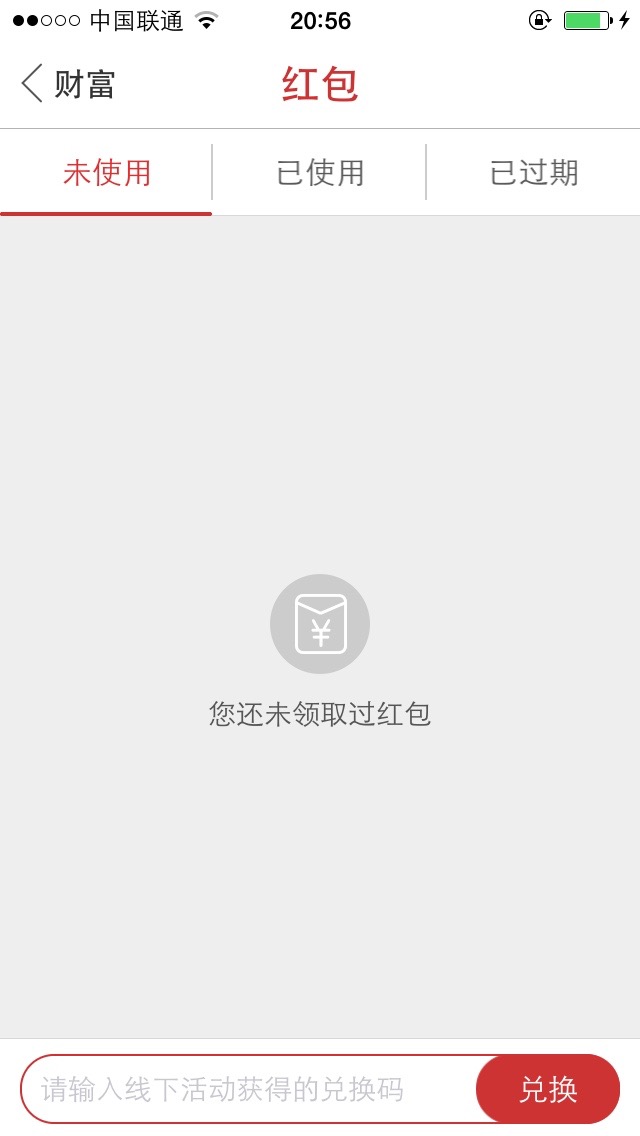 中国联通 20:56
财富 红包
未使用 已使用 已过期
¥
您还未领取过红包
请输入线下活动获得的兑换码 兑换